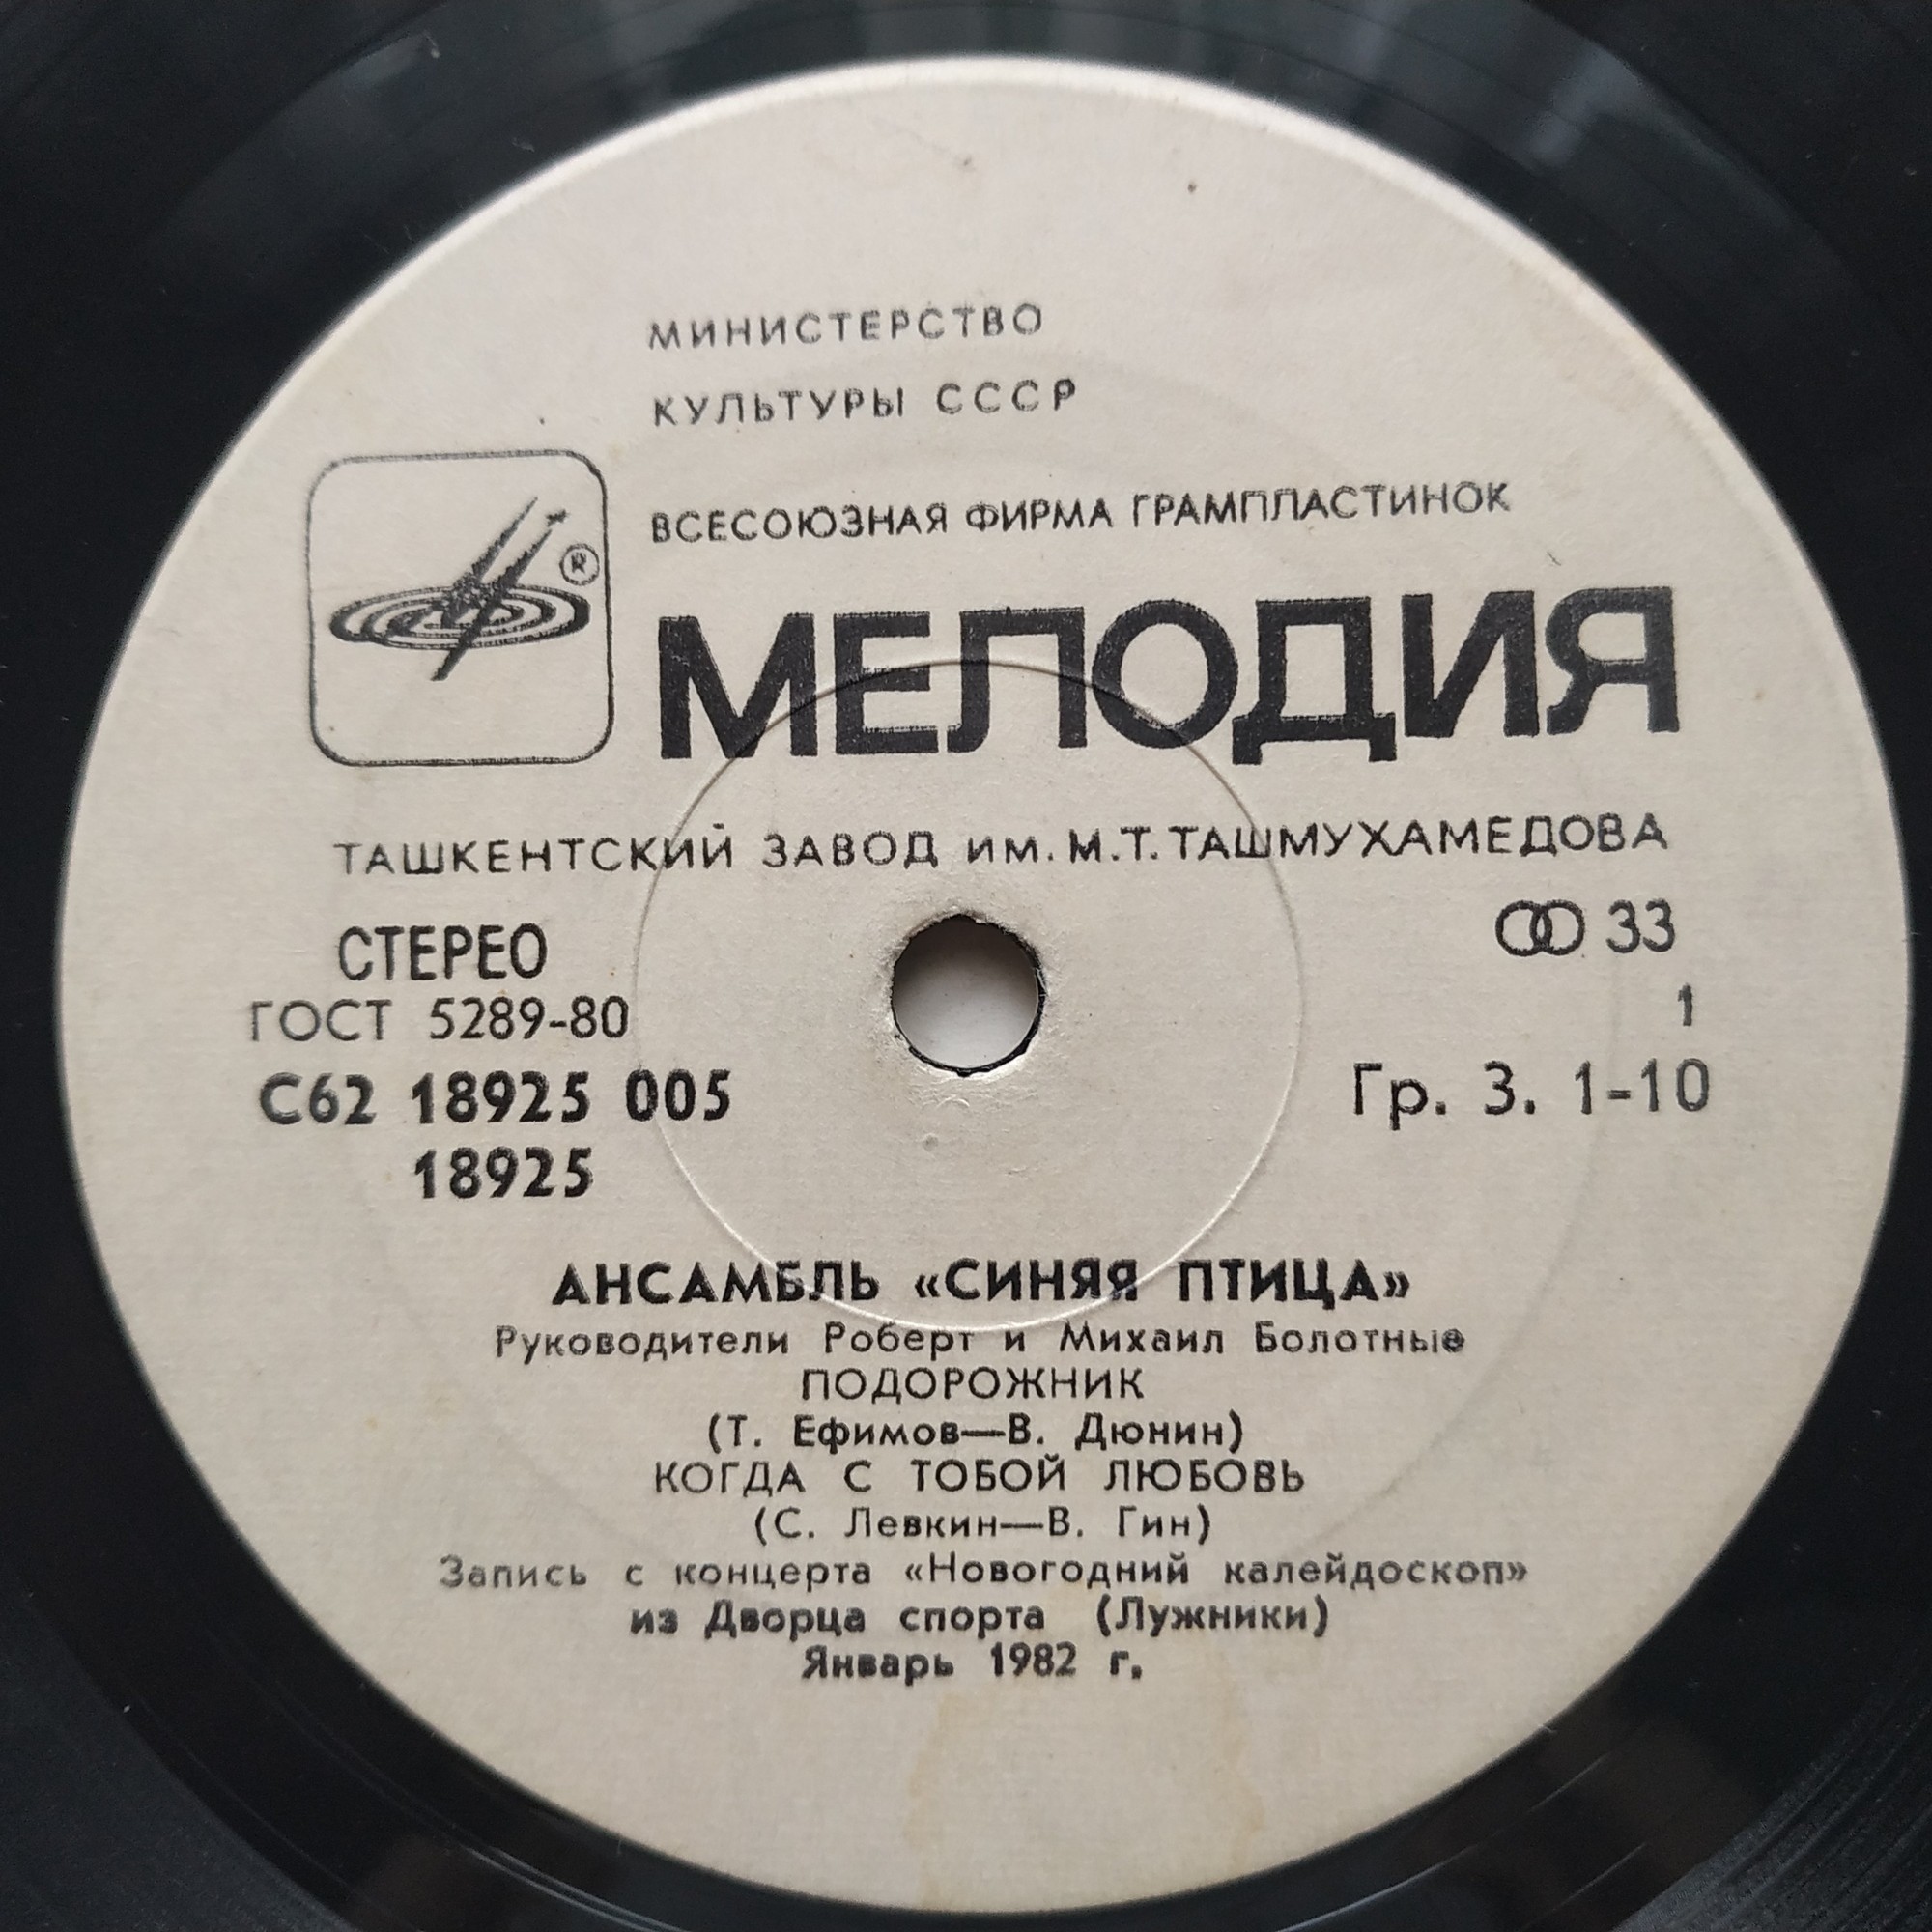 МИНИСТЕРСТВО
КУЛЬТУРЫ СССР
ВСЕСОЮЗНАЯ ФИРМА ГРАМПЛАСТИНОК
®
МЕЛОДИЯ
ТАШКЕНТСКИЙ ЗАВОД им. М.Т. ТАШМУХАМЕДОВА
СТЕРЕО 33
ГОСТ 5289-80 1
С62 18925 005 Гр. 3. 1-10
18925
АНСАМБЛЬ «СИНЯЯ ПТИЦА»
Руководители Роберт и Михаил Болотные
ПОДОРОЖНИК
(Т. Ефимов—В. Дюнин)
КОГДА С ТОБОЙ ЛЮБОВЬ
(С. Левкин—В. Гин)
Запись с концерта «Новогодний калейдоскоп»
из Дворца спорта (Лужники)
Январь 1982 г.